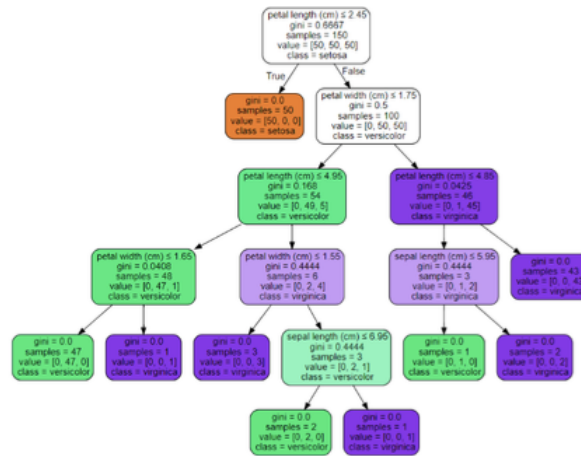 petal length (cm) ≤ 2.45
gini = 0.6667
samples = 150
value = [50, 50, 50]
class = setosa
True
False
gini = 0.0
samples = 50
value = [50, 0, 0]
class = setosa
petal width (cm) ≤ 1.75
gini = 0.5
samples = 100
value = [0, 50, 50]
class = versicolor
petal length (cm) ≤ 4.95
gini = 0.168
samples = 54
value = [0, 49, 5]
class = versicolor
petal length (cm) ≤ 4.85
gini = 0.0425
samples = 46
value = [0, 1, 45]
class = virginica
petal width (cm) ≤ 1.65
gini = 0.0408
samples = 48
value = [0, 47, 1]
class = versicolor
petal width (cm) ≤ 1.55
gini = 0.4444
samples = 6
value = [0, 2, 4]
class = virginica
sepal length (cm) ≤ 5.95
gini = 0.4444
samples = 3
value = [0, 1, 2]
class = virginica
gini = 0.0
samples = 43
value = [0, 0, 43]
class = virginica
gini = 0.0
samples = 47
value = [0, 47, 0]
class = versicolor
gini = 0.0
samples = 1
value = [0, 0, 1]
class = virginica
gini = 0.0
samples = 3
value = [0, 0, 3]
class = virginica
sepal length (cm) ≤ 6.95
gini = 0.4444
samples = 3
value = [0, 2, 1]
class = versicolor
gini = 0.0
samples = 1
value = [0, 1, 0]
class = versicolor
gini = 0.0
samples = 2
value = [0, 0, 2]
class = virginica
gini = 0.0
samples = 2
value = [0, 2, 0]
class = versicolor
gini = 0.0
samples = 1
value = [0, 0, 1]
class = virginica